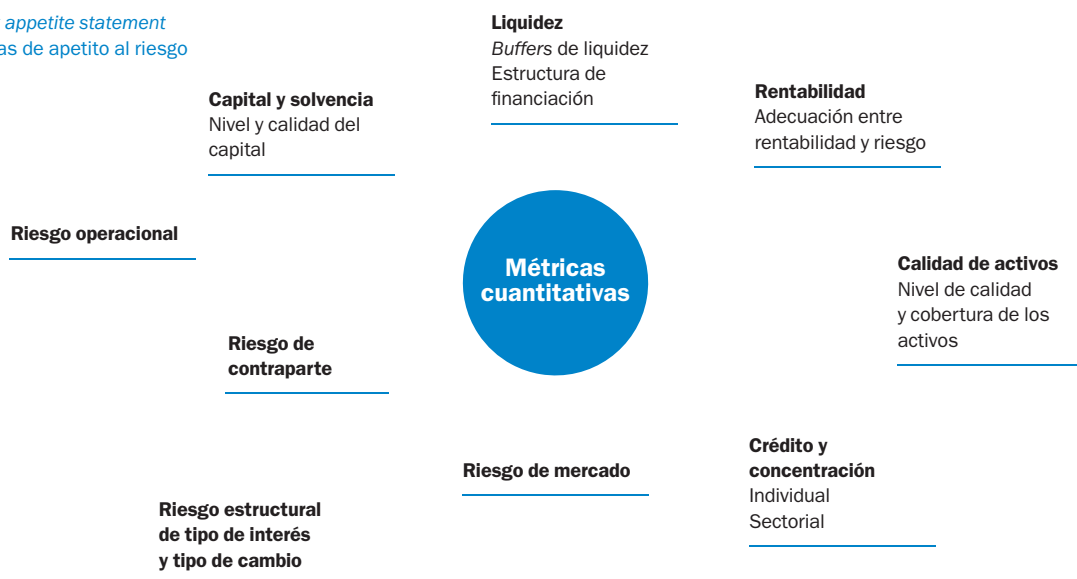 appetite statement
as de apetito al riesgo
Liquidez
Buffers de liquidez
Estructura de
financiación
Capital y solvencia
Nivel y calidad del
capital
Rentabilidad
Adecuación entre
rentabilidad y riesgo
Riesgo operacional
Métricas
cuantitativas
Calidad de activos
Nivel de calidad
y cobertura de los
activos
Riesgo de
contraparte
Riesgo de mercado
Crédito y
concentración
Individual
Sectorial
Riesgo estructural
de tipo de interés
y tipo de cambio